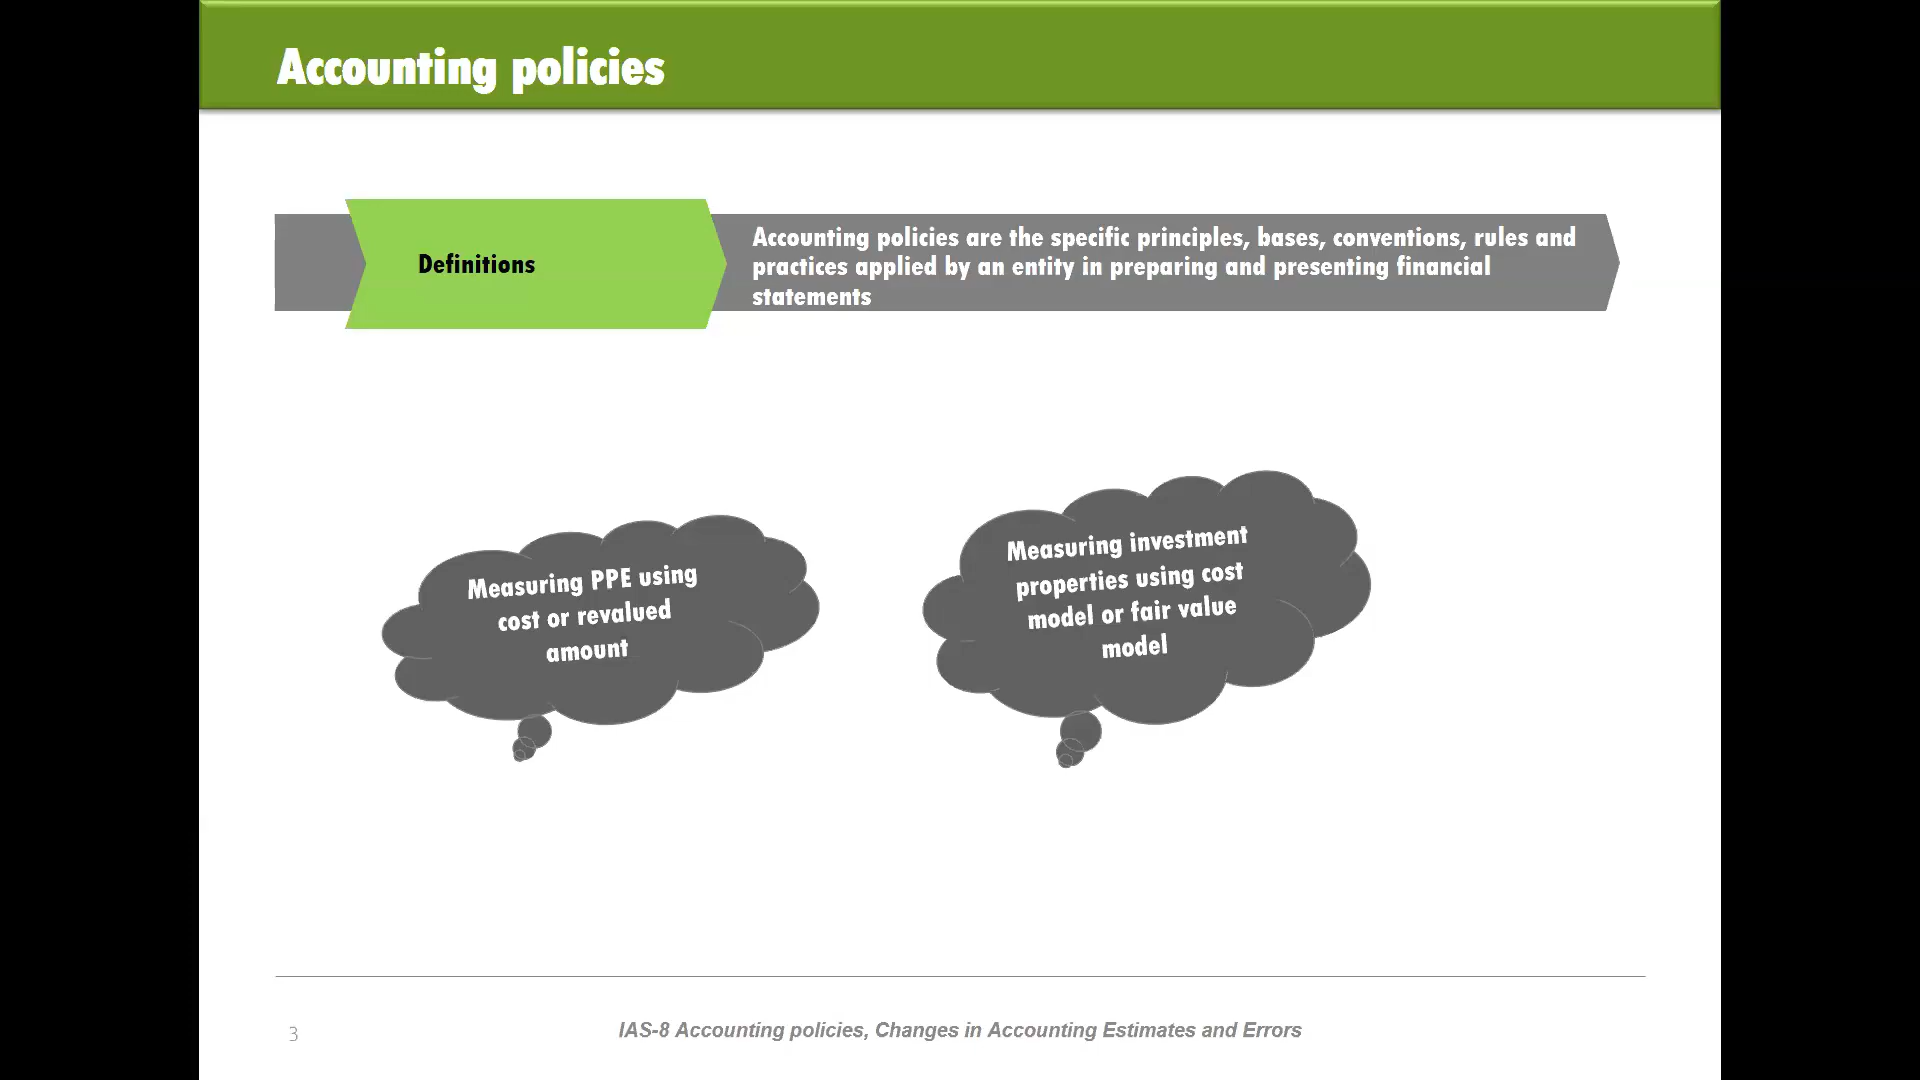 Accounting policies
Definitions
Accounting policies are the specific principles, bases, conventions, rules and
practices applied by an entity in preparing and presenting financial
statements
Measuring PPE using
cost or revalued
amount
Measuring investment
properties using cost
model or fair value
model
3
IAS-8 Accounting policies, Changes in Accounting Estimates and Errors